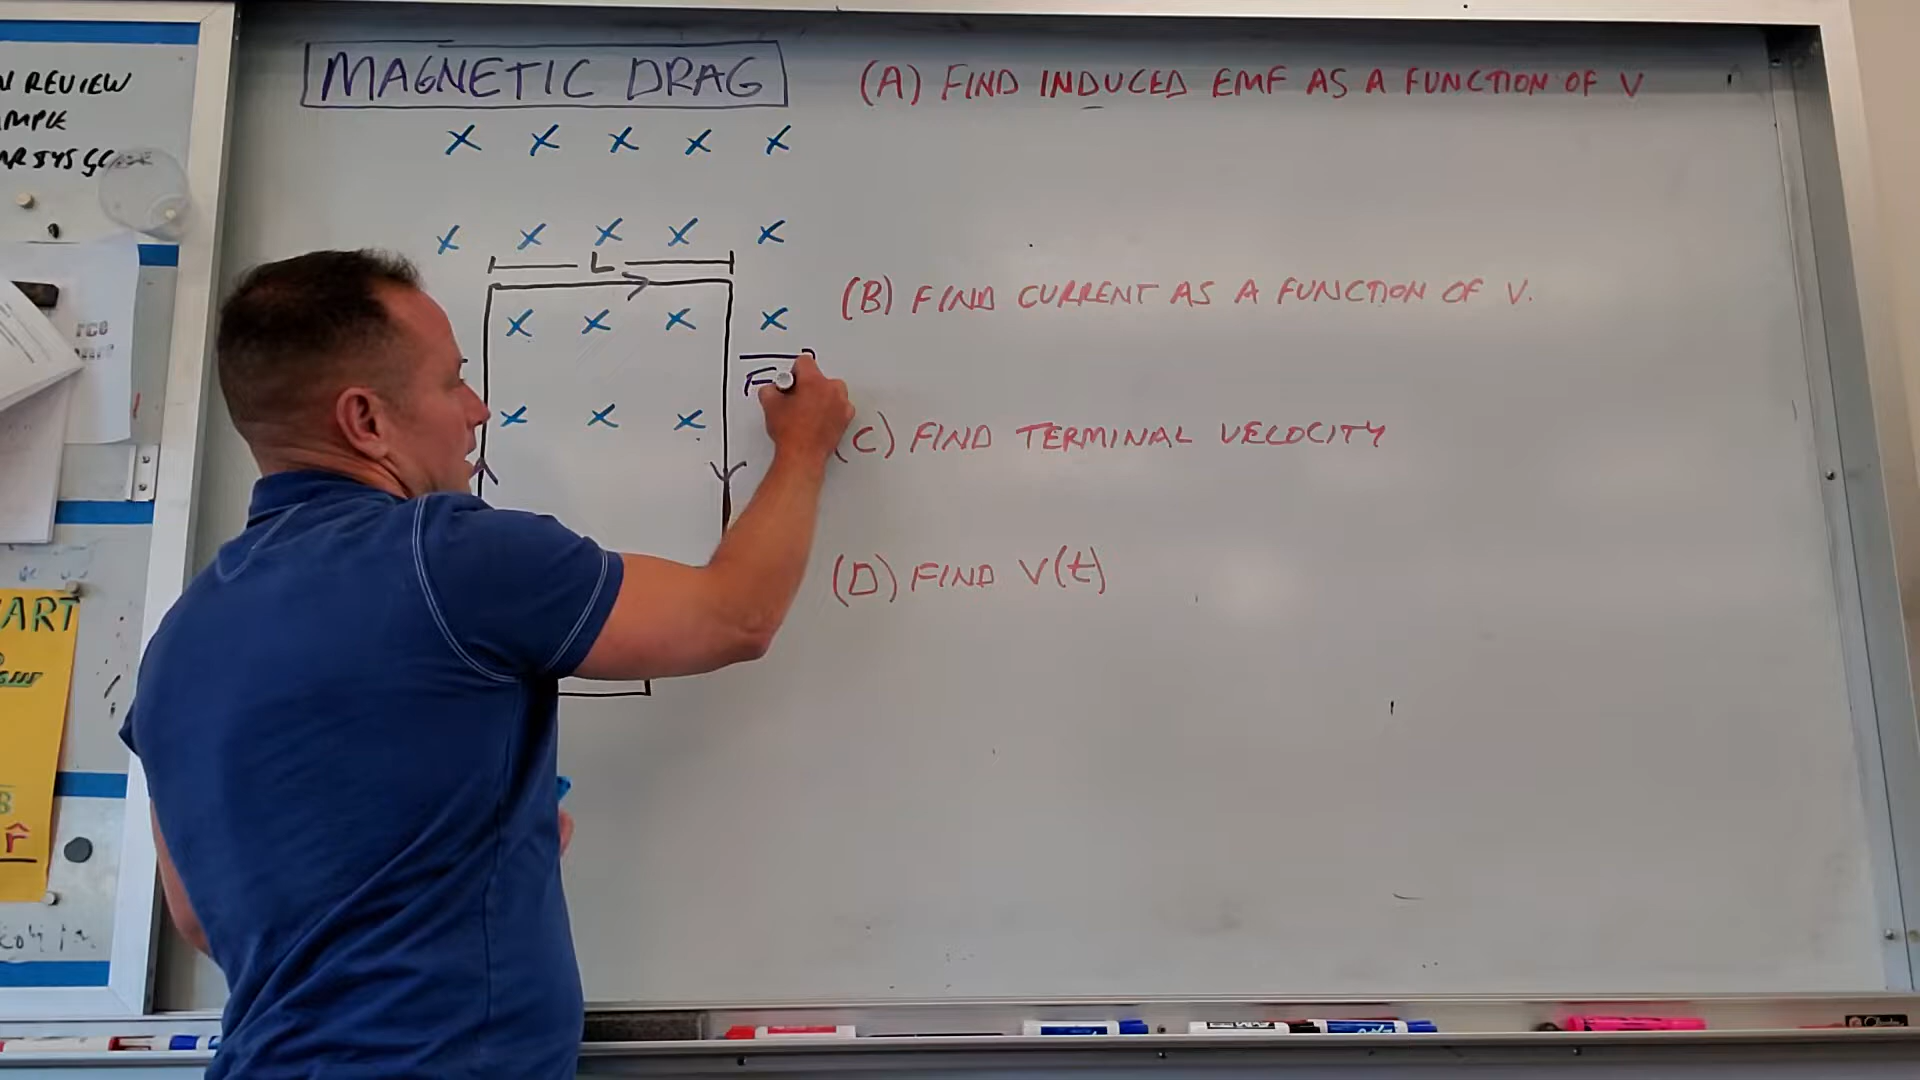 MAGNETIC DRAG
X X X X X
X X X X X
L
X X X X
F
X X X
(A) FIND INDUCED EMF AS A FUNCTION OF V
(B) FIND CURRENT AS A FUNCTION OF V.
(C) FIND TERMINAL VELOCITY
(D) FIND V(t)
REVIEW
ART
B
r̂